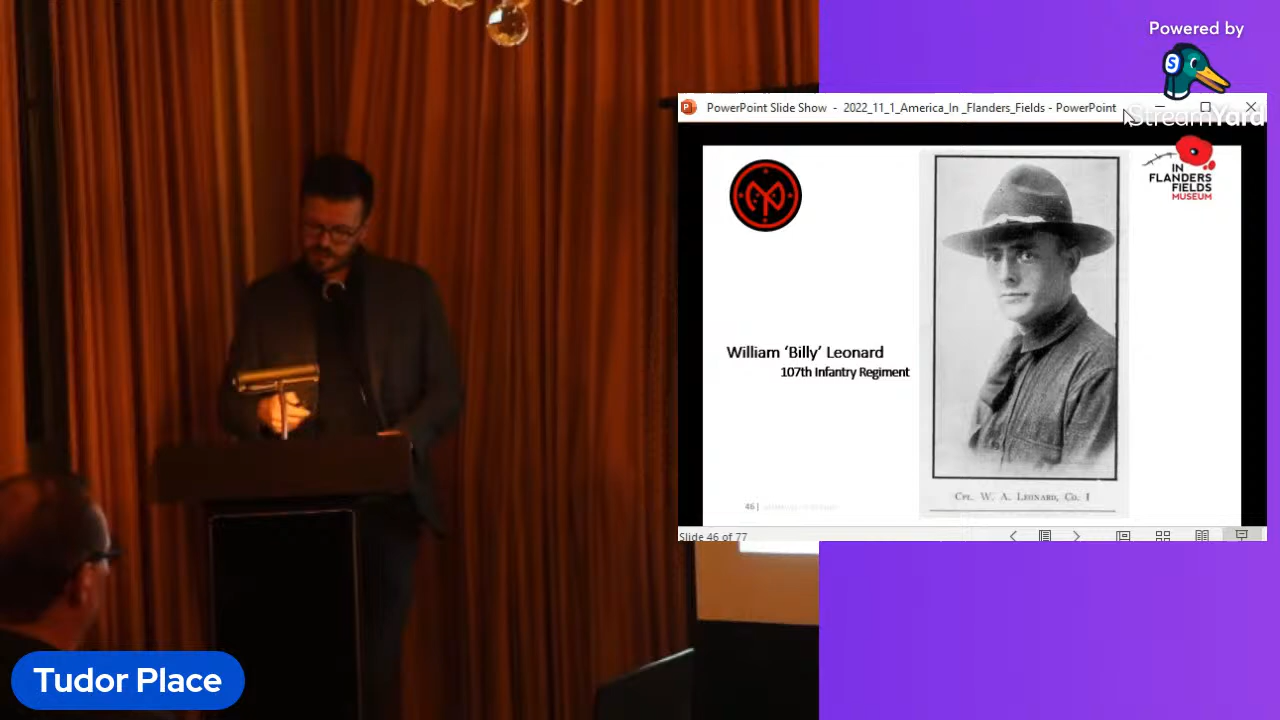 Powered by
S
StreamYard
P
PowerPoint Slide Show - 2022_11_1_America_In _Flanders_Fields - PowerPoint
IN
FLANDERS
FIELDS
MUSEUM
William ‘Billy’ Leonard
107th Infantry Regiment
Cpl. W. A. Leonard, Co. I
46 |
Slide 46 of 77
Tudor Place